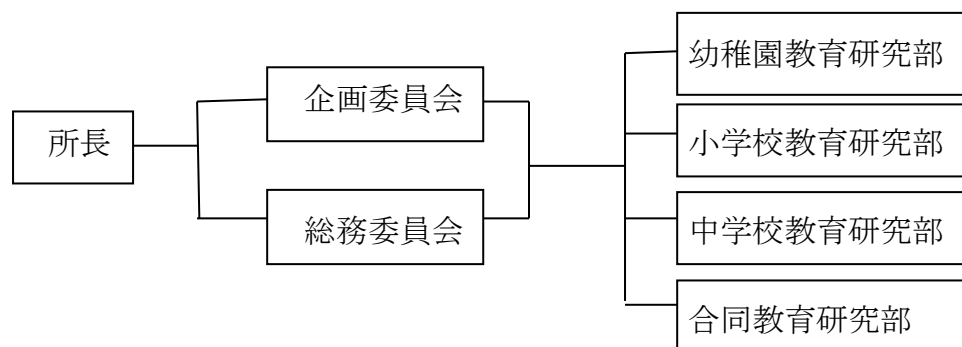 所長
企画委員会
総務委員会
幼稚園教育研究部
小学校教育研究部
中学校教育研究部
合同教育研究部